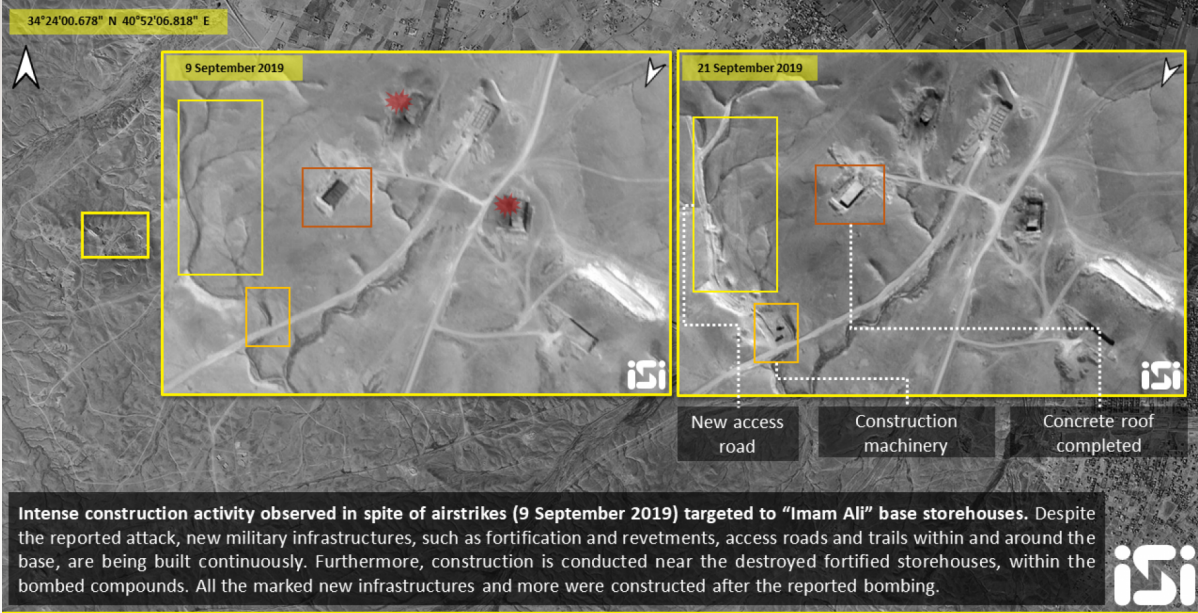 34°24'00.678" N 40°52'06.818" E
9 September 2019
21 September 2019
iSi
iSi
New access
road
Construction
machinery
Concrete roof
completed
Intense construction activity observed in spite of airstrikes (9 September 2019) targeted to “Imam Ali” base storehouses. Despite
the reported attack, new military infrastructures, such as fortification and revetments, access roads and trails within and around the
base, are being built continuously. Furthermore, construction is conducted near the destroyed fortified storehouses, within the
bombed compounds. All the marked new infrastructures and more were constructed after the reported bombing.
iSi